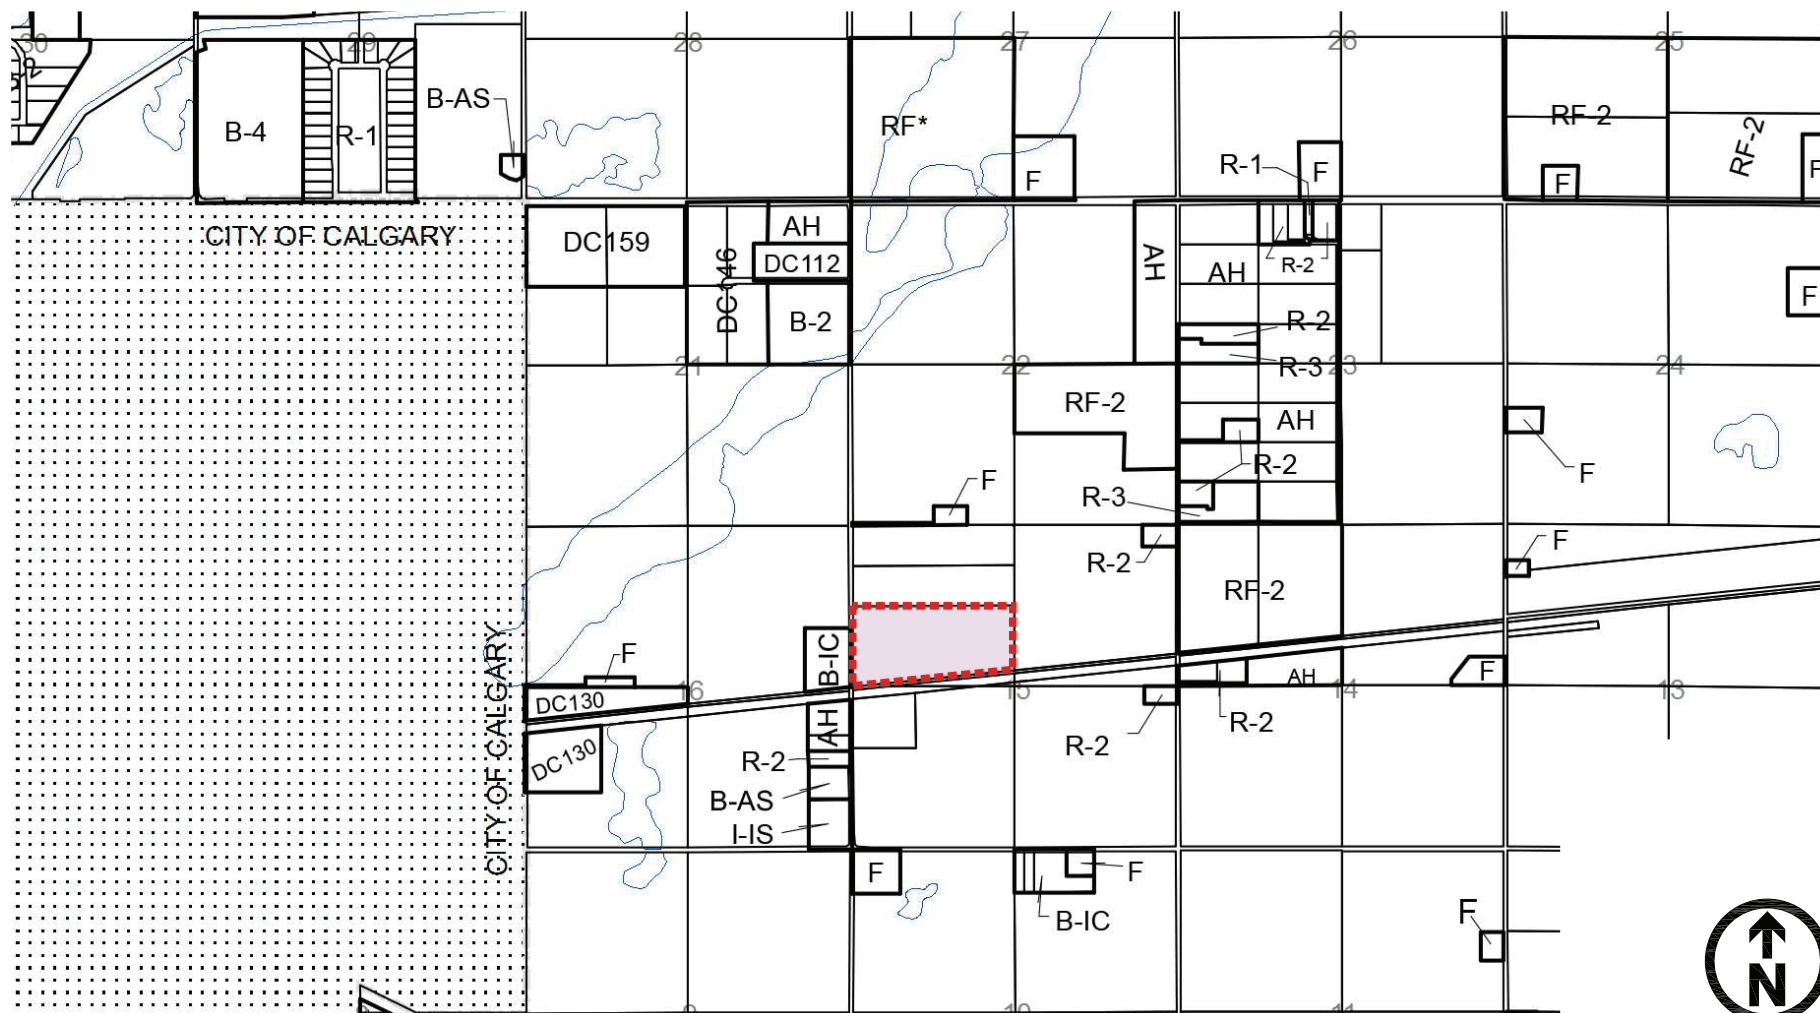 30
29
28
27
26
25
B-AS
B-4
R-1
RF*
RF-2
RF-2
R-1
F
F
F
F
CITY OF CALGARY
DC159
AH
DC146
DC112
B-2
AH
AH
R-2
F
R-2
R-3
21
22
23
24
RF-2
AH
R-2
F
F
R-3
R-2
F
RF-2
CITY OF CALGARY
F
B-IC
16
15
14
13
DC130
AH
F
AH
R-2
R-2
DC130
R-2
B-AS
I-IS
F
F
B-IC
F
N
9
10
11